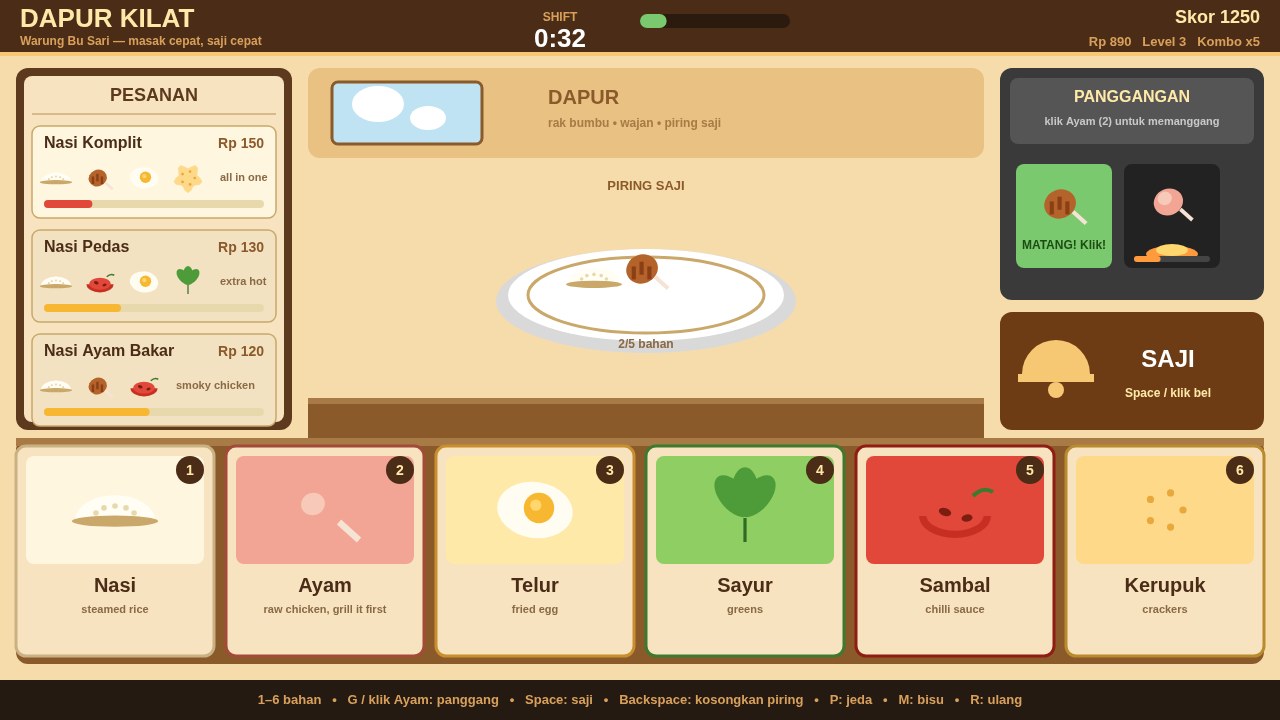 DAPUR KILAT
Warung Bu Sari — masak cepat, saji cepat
SHIFT
0:32
Skor 1250
Rp 890 Level 3 Kombo x5
PESANAN
Nasi Komplit Rp 150
all in one
Nasi Pedas Rp 130
extra hot
Nasi Ayam Bakar Rp 120
smoky chicken
DAPUR
rak bumbu • wajan • piring saji
PIRING SAJI
2/5 bahan
PANGGANGAN
klik Ayam (2) untuk memanggang
MATANG! Klik!
SAJI
Space / klik bel
1
Nasi
steamed rice
2
Ayam
raw chicken, grill it first
3
Telur
fried egg
4
Sayur
greens
5
Sambal
chilli sauce
6
Kerupuk
crackers
1–6 bahan • G / klik Ayam: panggang • Space: saji • Backspace: kosongkan piring • P: jeda • M: bisu • R: ulang